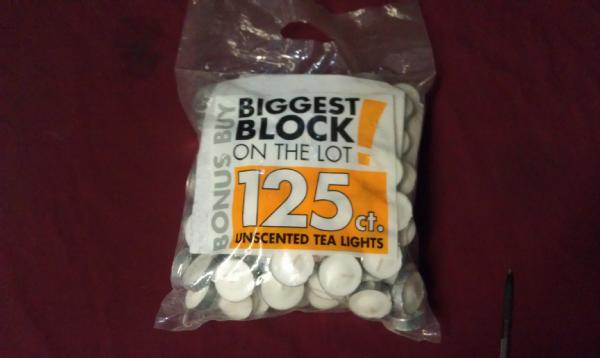 BONUS BUY
BIGGEST
BLOCK
ON THE LOT!
125 ct.
UNSCENTED TEA LIGHTS